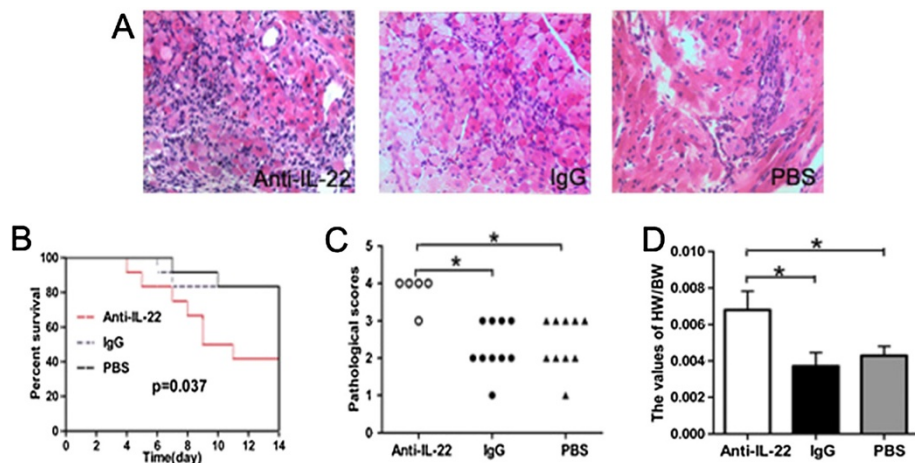 A
Anti-IL-22
IgG
PBS
B
Percent survival
100
80
60
40
20
0
Anti-IL-22
IgG
PBS
p=0.037
0 2 4 6 8 10 12 14
Time(day)
C
Pathological scores
5
4
3
2
1
0
*
*
Anti-IL-22 IgG PBS
D
The values of HW/BW
0.010
0.008
0.006
0.004
0.002
0.000
*
*
Anti-IL-22 IgG PBS